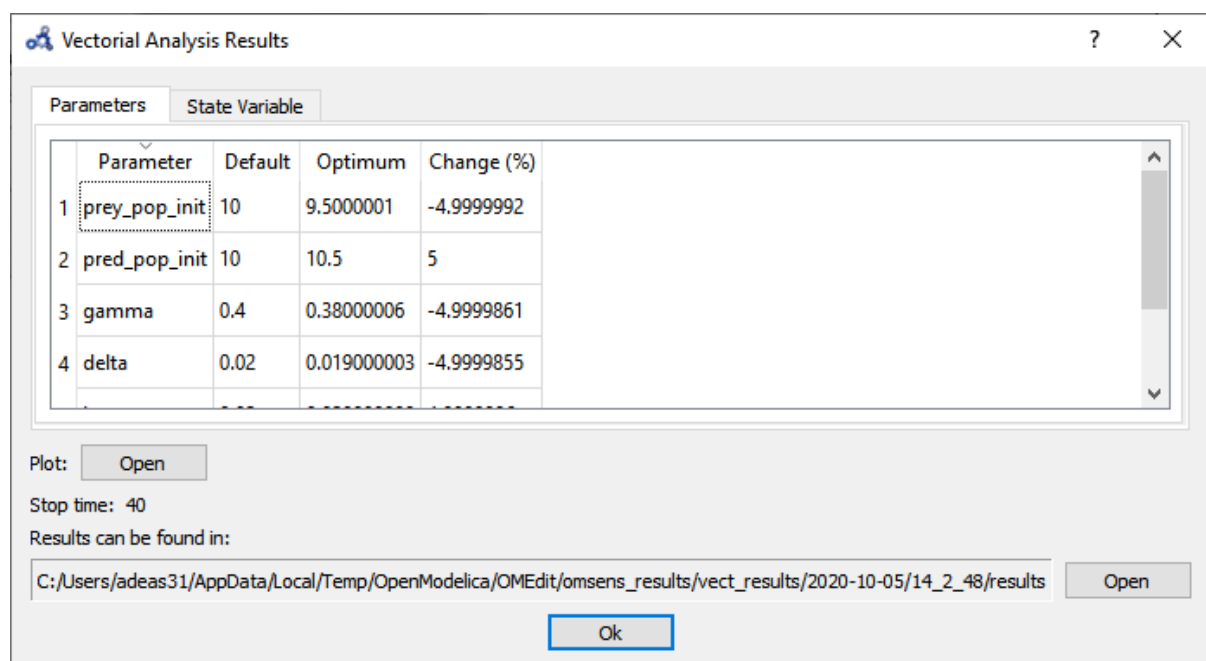 Vectorial Analysis Results ?
Parameters State Variable
Parameter Default Optimum Change (%)
1 prey_pop_init 10 9.5000001 -4.9999992
2 pred_pop_init 10 10.5 5
3 gamma 0.4 0.38000006 -4.9999861
4 delta 0.02 0.019000003 -4.9999855
Plot: Open
Stop time: 40
Results can be found in:
C:/Users/adeas31/AppData/Local/Temp/OpenModelica/OMEdit/omsens_results/vect_results/2020-10-05/14_2_48/results Open
Ok